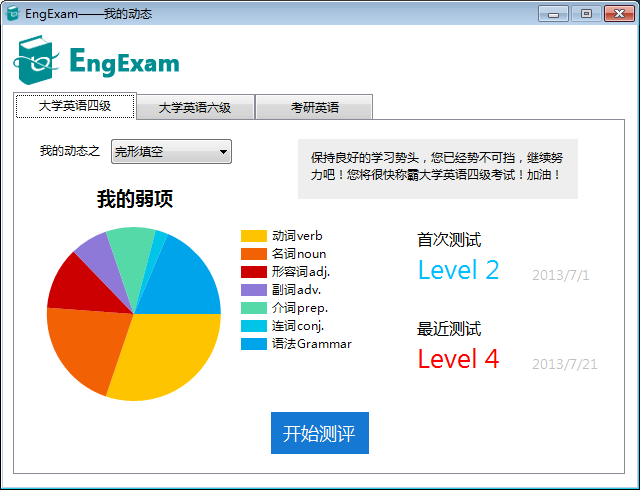 EngExam——我的动态
EngExam
大学英语四级
大学英语六级
考研英语
我的动态之
完形填空
保持良好的学习势头，您已经势不可挡，继续努
力吧！您将很快称霸大学英语四级考试！加油！
我的弱项
动词verb
名词noun
形容词adj.
副词adv.
介词prep.
连词conj.
语法Grammar
首次测试
Level 2
2013/7/1
最近测试
Level 4
2013/7/21
开始测评